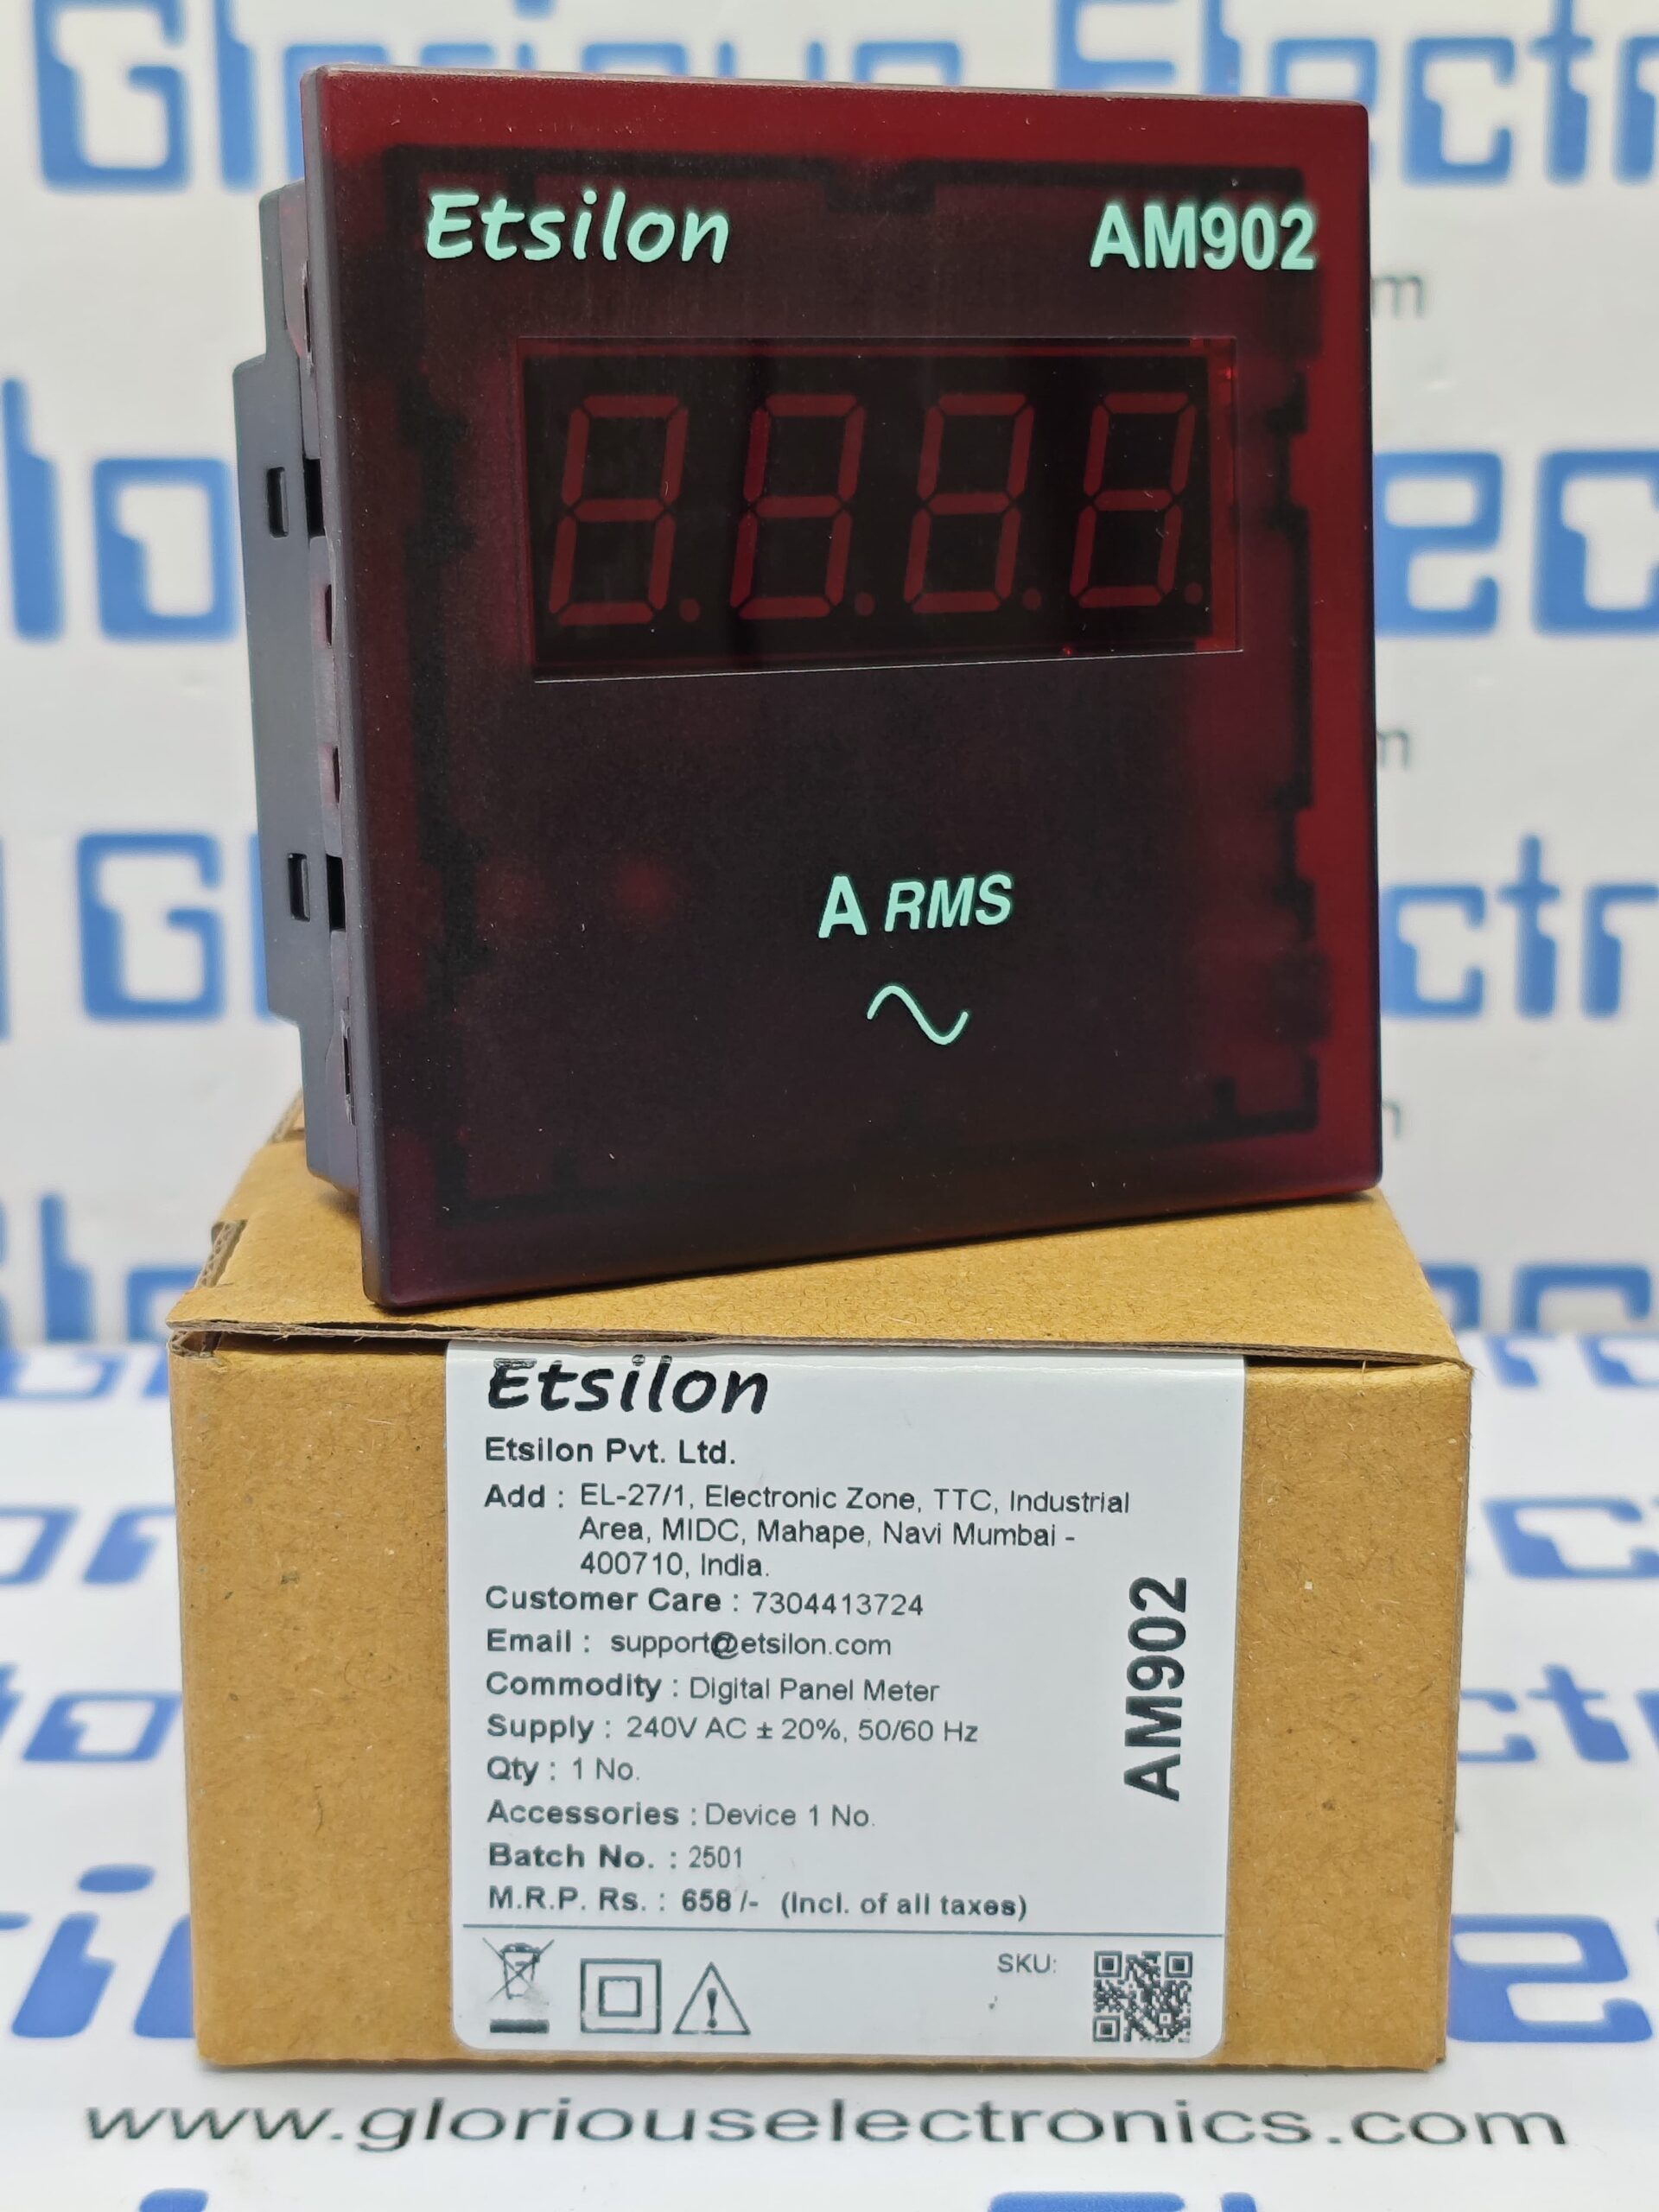 Glorious Electr
Etsilon
AM902
A RMS
Etsilon
Etsilon Pvt. Ltd.
Add : EL-27/1, Electronic Zone, TTC, Industrial
Area, MIDC, Mahape, Navi Mumbai -
400710, India.
Customer Care : 7304413724
Email : support@etsilon.com
Commodity : Digital Panel Meter
Supply : 240V AC ± 20%, 50/60 Hz
Qty : 1 No.
Accessories : Device 1 No.
Batch No. : 2501
M.R.P. Rs. : 658 /- (Incl. of all taxes)
AM902
SKU:
www.gloriouselectronics.com